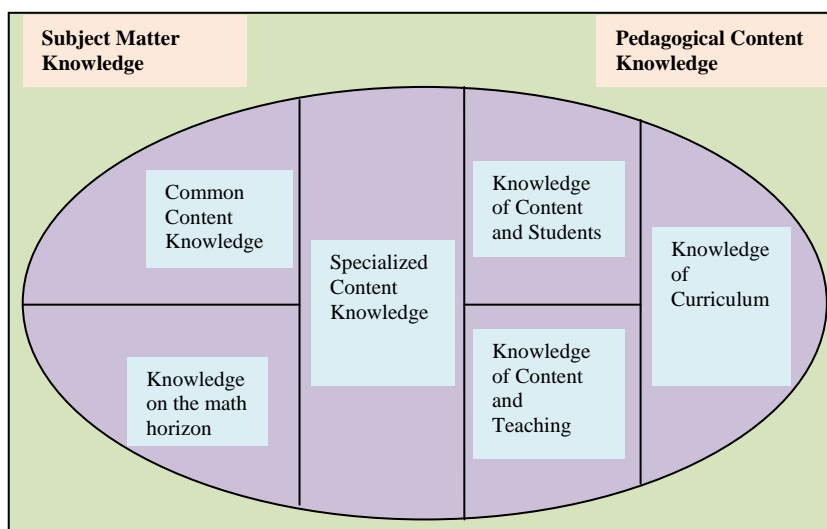 Subject Matter
Knowledge
Pedagogical Content
Knowledge
Common
Content
Knowledge
Knowledge
on the math
horizon
Specialized
Content
Knowledge
Knowledge
of Content
and Students
Knowledge
of Content
and
Teaching
Knowledge
of
Curriculum